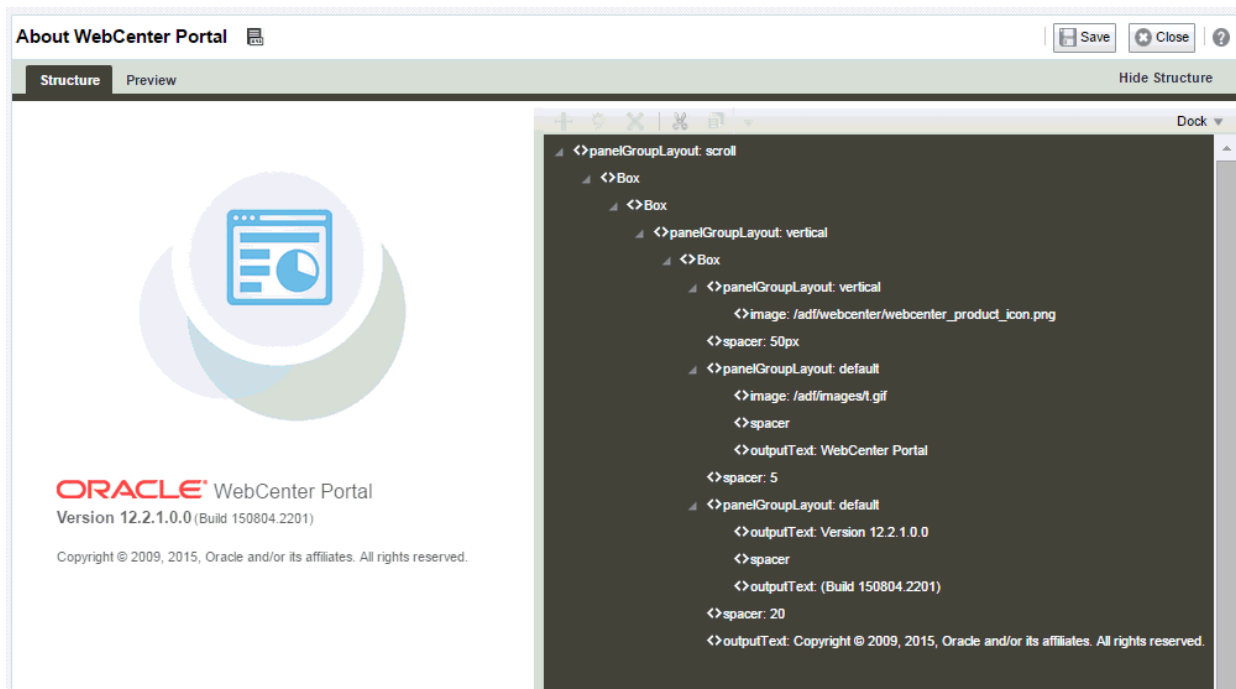 About WebCenter Portal
Save
Close
?
Structure
Preview
Hide Structure
Dock
<>panelGroupLayout: scroll
<>Box
<>Box
<>panelGroupLayout: vertical
<>Box
<>panelGroupLayout: vertical
<>image: /adf/webcenter/webcenter_product_icon.png
<>spacer: 50px
<>panelGroupLayout: default
<>image: /adf/images/t.gif
<>spacer
<>outputText: WebCenter Portal
<>spacer: 5
<>panelGroupLayout: default
<>outputText: Version 12.2.1.0.0
<>spacer
<>outputText: (Build 150804.2201)
<>spacer: 20
<>outputText: Copyright © 2009, 2015, Oracle and/or its affiliates. All rights reserved.
ORACLE® WebCenter Portal
Version 12.2.1.0.0 (Build 150804.2201)
Copyright © 2009, 2015, Oracle and/or its affiliates. All rights reserved.